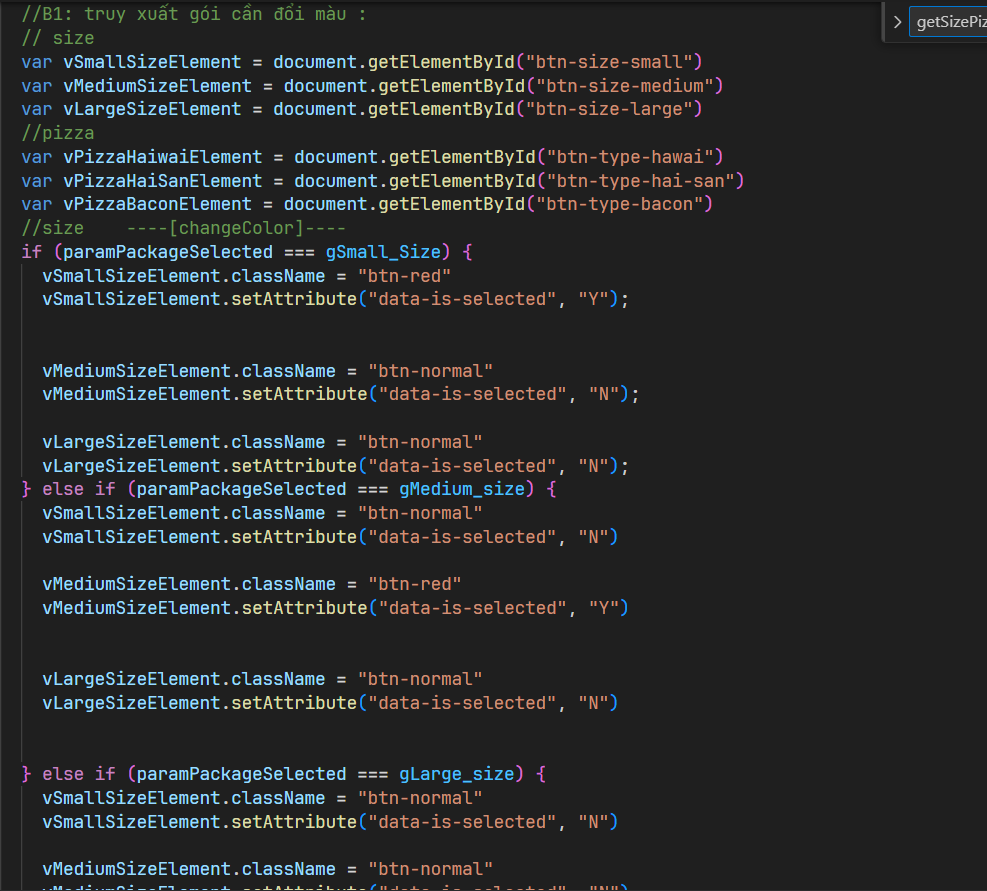 //B1: truy xuất gói cần đổi màu :
// size
var vSmallSizeElement = document.getElementById("btn-size-small")
var vMediumSizeElement = document.getElementById("btn-size-medium")
var vLargeSizeElement = document.getElementById("btn-size-large")
//pizza
var vPizzaHaiwaiElement = document.getElementById("btn-type-hawai")
var vPizzaHaiSanElement = document.getElementById("btn-type-hai-san")
var vPizzaBaconElement = document.getElementById("btn-type-bacon")
//size    ----[changeColor]----
if (paramPackageSelected === gSmall_Size) {
  vSmallSizeElement.className = "btn-red"
  vSmallSizeElement.setAttribute("data-is-selected", "Y");
  vMediumSizeElement.className = "btn-normal"
  vMediumSizeElement.setAttribute("data-is-selected", "N");
  vLargeSizeElement.className = "btn-normal"
  vLargeSizeElement.setAttribute("data-is-selected", "N");
} else if (paramPackageSelected === gMedium_size) {
  vSmallSizeElement.className = "btn-normal"
  vSmallSizeElement.setAttribute("data-is-selected", "N")
  vMediumSizeElement.className = "btn-red"
  vMediumSizeElement.setAttribute("data-is-selected", "Y")
  vLargeSizeElement.className = "btn-normal"
  vLargeSizeElement.setAttribute("data-is-selected", "N")
} else if (paramPackageSelected === gLarge_size) {
  vSmallSizeElement.className = "btn-normal"
  vSmallSizeElement.setAttribute("data-is-selected", "N")
  vMediumSizeElement.className = "btn-normal"
  vMediumSizeElement.setAttribute("data-is-selected", "N")
getSizePiz